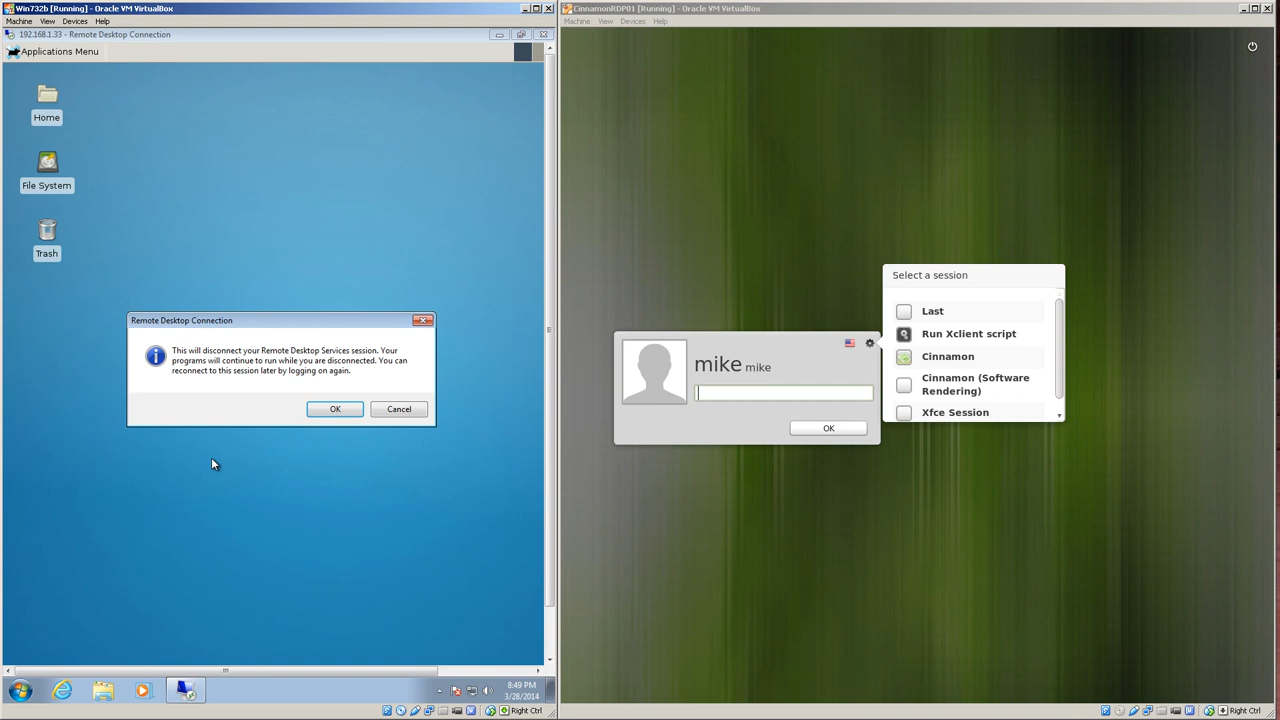 Win732b [Running] - Oracle VM VirtualBox
Machine View Devices Help
192.168.1.33 - Remote Desktop Connection
Applications Menu
Home
File System
Trash
Remote Desktop Connection
This will disconnect your Remote Desktop Services session. Your
programs will continue to run while you are disconnected. You can
reconnect to this session later by logging on again.
OK Cancel
8:49 PM
3/28/2014
Right Ctrl
CinnamonRDP01 [Running] - Oracle VM VirtualBox
Machine View Devices Help
mike mike
OK
Select a session
Last
Run Xclient script
Cinnamon
Cinnamon (Software
Rendering)
Xfce Session
Right Ctrl